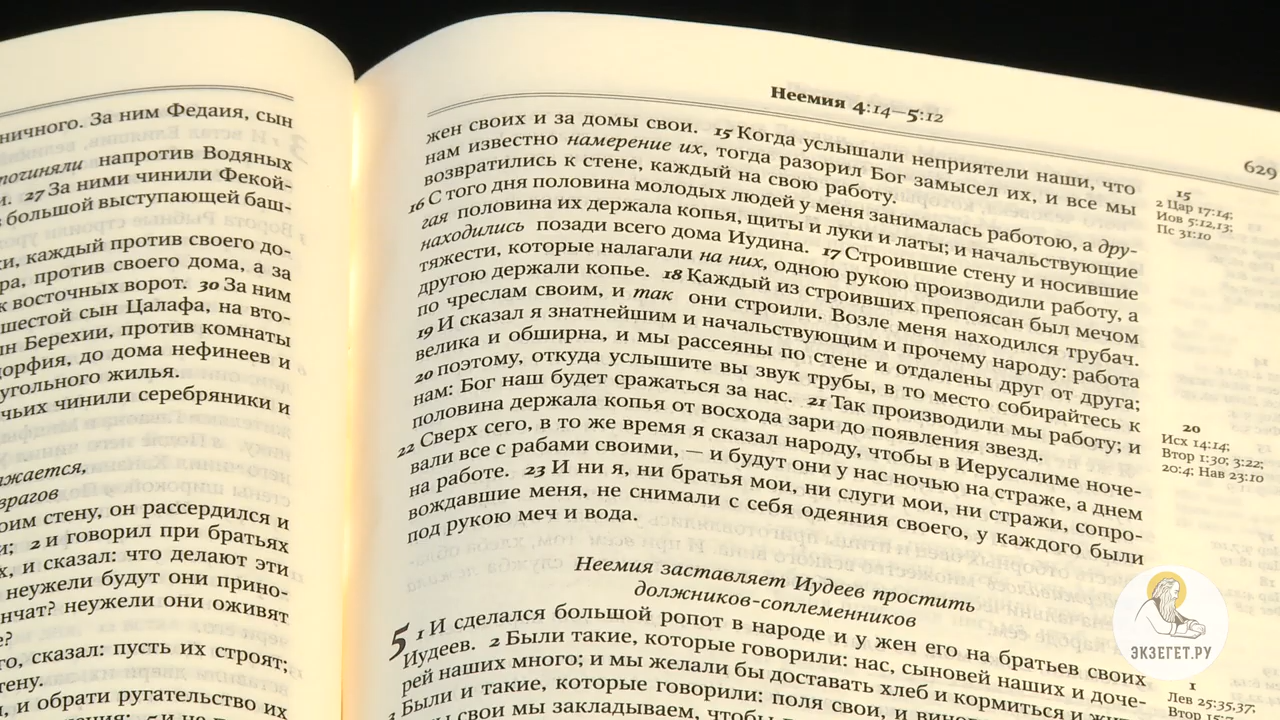 ничного. За ним Федаия, сын
починяли напротив Водяных
27 За ними чинили Фекой-
большой выступающей баш-
каждый против своего до-
против своего дома, а за
восточных ворот. 30 За ним
шестой сын Цалафа, на вто-
Берехии, против комнаты
до дома нефинеев и
угольного жилья.
чинили серебряники и
врагов
стену, он рассердился и
2 и говорил при братьях
и сказал: что делают эти
неужели будут они прино-
неужели они оживят
сказал: пусть их строят;
и обрати ругательство их
Неемия 4:14—5:12
629
жен своих и за домы свои. 15 Когда услышали неприятели наши, что
нам известно намерение их, тогда разорил Бог замысел их, и все мы
возвратились к стене, каждый на свою работу.
16 С того дня половина молодых людей у меня занималась работою, а дру-
гая половина их держала копья, щиты и луки и латы; и начальствующие
находились позади всего дома Иудина. 17 Строившие стену и носившие
тяжести, которые налагали на них, одною рукою производили работу, а
другою держали копье. 18 Каждый из строивших препоясан был мечом
по чреслам своим, и так они строили. Возле меня находился трубач.
19 И сказал я знатнейшим и начальствующим и прочему народу: работа
велика и обширна, и мы рассеяны по стене и отдалены друг от друга;
20 поэтому, откуда услышите вы звук трубы, в то место собирайтесь к
нам: Бог наш будет сражаться за нас. 21 Так производили мы работу; и
половина держала копья от восхода зари до появления звезд.
22 Сверх сего, в то же время я сказал народу, чтобы в Иерусалиме ноче-
вали все с рабами своими, — и будут они у нас ночью на страже, а днем
на работе. 23 И ни я, ни братья мои, ни слуги мои, ни стражи, сопро-
вождавшие меня, не снимали с себя одеяния своего, у каждого были
под рукою меч и вода.
Неемия заставляет Иудеев простить
должников-соплеменников
5 1 И сделался большой ропот в народе и у жен его на братьев своих
Иудеев. 2 Были такие, которые говорили: нас, сыновей наших и доче-
рей наших много; и мы желали бы доставать хлеб и кормиться и
Были и такие, которые говорили: поля свои, и
свои мы закладываем, чтобы
15
2 Цар 17:14;
Иов 5:12,13;
Пс 31:10
20
Исх 14:14;
Втор 1:30; 3:22;
20:4; Нав 23:10
1
Лев 25:35,37;
Втор
ЭКЗЕГЕТ.РУ